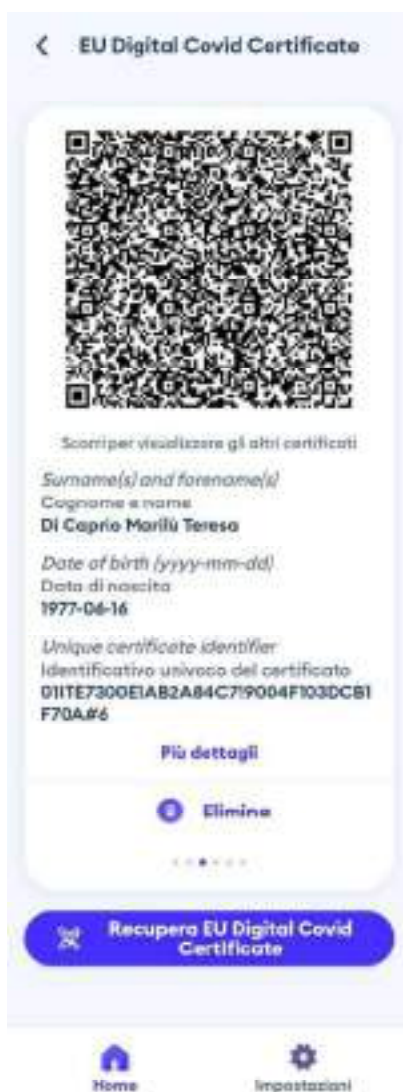 EU Digital Covid Certificate
Scorri per visualizzare gli altri certificati
Surname(s) and forename(s)
Cognome e nome
Di Caprio Marilù Teresa
Date of birth (yyyy-mm-dd)
Data di nascita
1977-06-16
Unique certificate identifier
Identificativo univoco del certificato
F70A#6
Più dettagli
Elimina
Recupera EU Digital Covid
Certificate
Home
Impostazioni